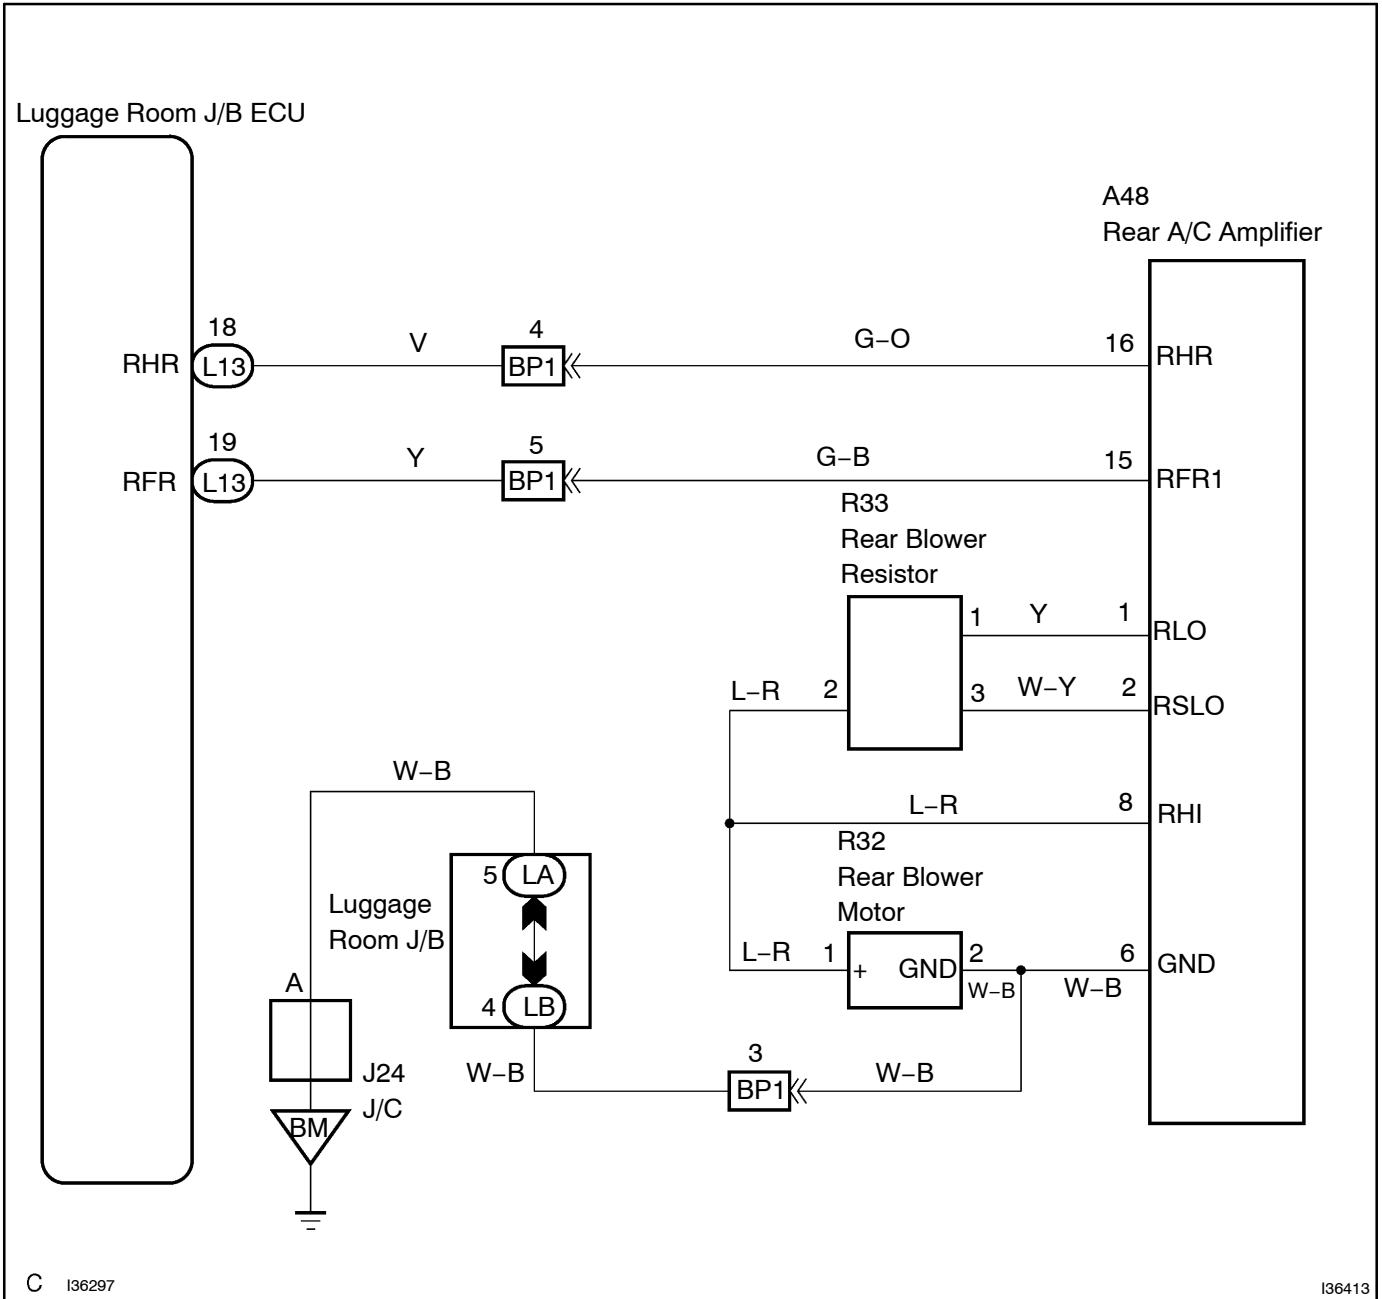 Luggage Room J/B ECU
A48
Rear A/C Amplifier
18
V
4
G−O
16
RHR
L13
BP1
RHR
19
Y
5
G−B
15
RFR
L13
BP1
RFR1
R33
Rear Blower
Resistor
1
Y
1
RLO
L−R
2
3
W−Y
2
RSLO
W−B
L−R
8
RHI
R32
Rear Blower
Motor
5
LA
Luggage
Room J/B
L−R
1
+
GND
2
W−B
6
W−B
GND
A
4
LB
W−B
3
BP1
W−B
J24
J/C
BM
C
I36297
I36413